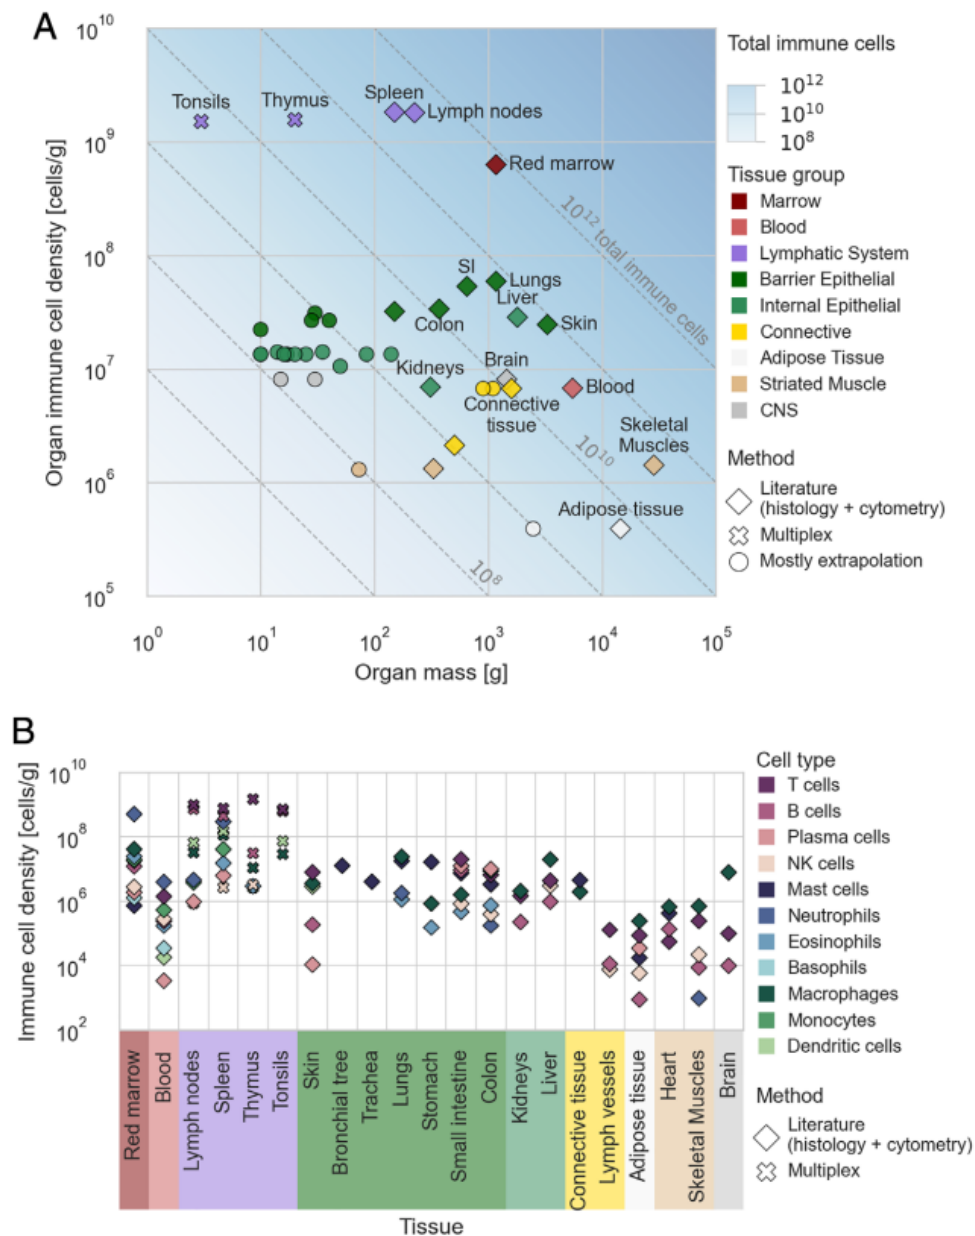 A
Organ immune cell density [cells/g]
10^10
10^9
10^8
10^7
10^6
10^5
10^0
10^1
10^2
10^3
10^4
10^5
Organ mass [g]
Tonsils
Thymus
Spleen
Lymph nodes
Red marrow
10^12 total immune cells
SI
Lungs
Liver
Colon
Skin
Kidneys
Brain
Blood
Connective
tissue
10^10
Skeletal
Muscles
Adipose tissue
10^8
Total immune cells
10^12
10^10
10^8
Tissue group
Marrow
Blood
Lymphatic System
Barrier Epithelial
Internal Epithelial
Connective
Adipose Tissue
Striated Muscle
CNS
Method
Literature
(histology + cytometry)
Multiplex
Mostly extrapolation
B
Immune cell density [cells/g]
10^10
10^8
10^6
10^4
10^2
Red marrow
Blood
Lymph nodes
Spleen
Thymus
Tonsils
Skin
Bronchial tree
Trachea
Lungs
Stomach
Small intestine
Colon
Kidneys
Liver
Connective tissue
Lymph vessels
Adipose tissue
Heart
Skeletal Muscles
Brain
Tissue
Cell type
T cells
B cells
Plasma cells
NK cells
Mast cells
Neutrophils
Eosinophils
Basophils
Macrophages
Monocytes
Dendritic cells
Method
Literature
(histology + cytometry)
Multiplex